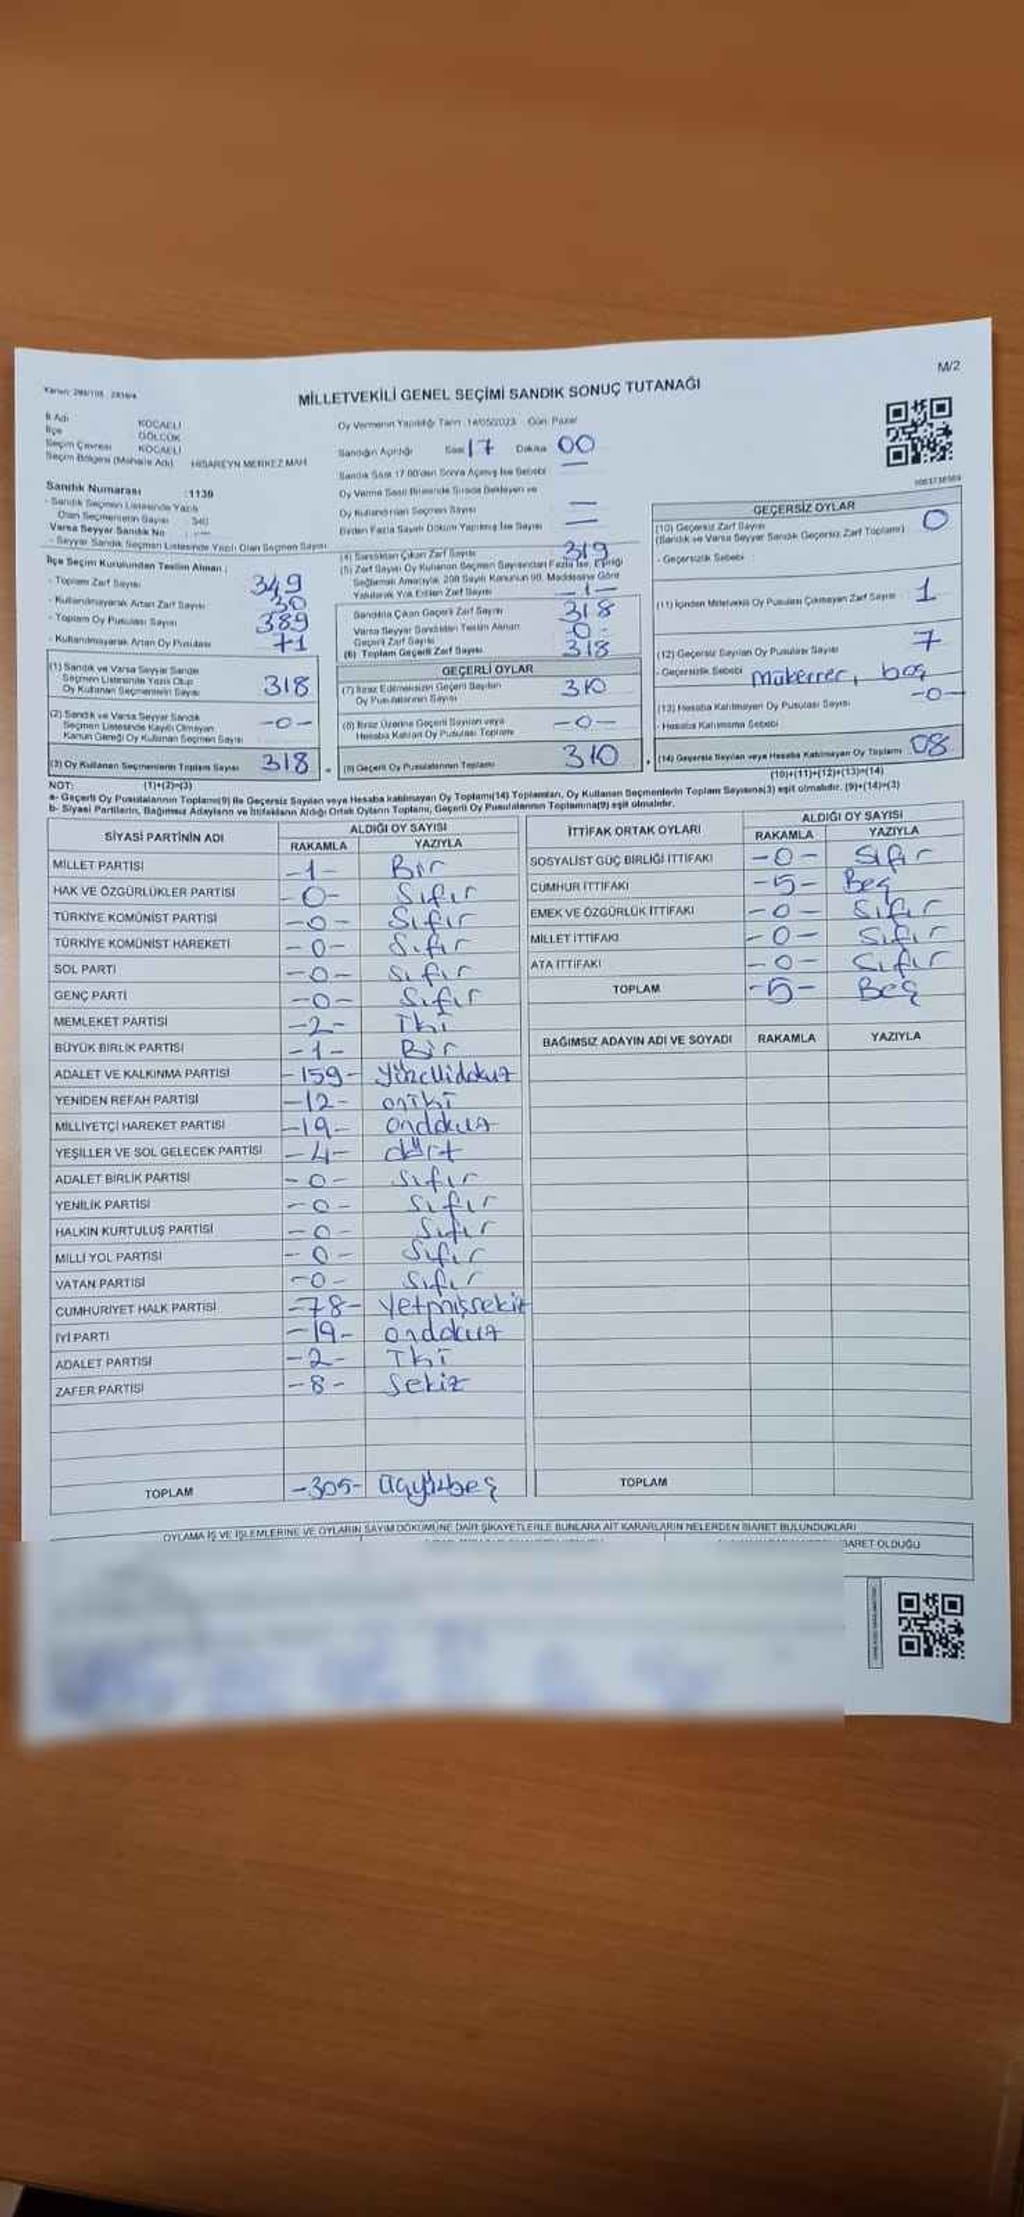 M/2
MİLLETVEKİLİ GENEL SEÇİMİ SANDIK SONUÇ TUTANAĞI
İl Adı KOCAELİ
İlçe GÖLCÜK
Seçim Çevresi KOCAELİ
Seçim Bölgesi (Mahalle Adı) HİSAREYN MERKEZ MAH
Oy Vermenin Yapıldığı Tarih 14/05/2023 Gün Pazar
Sandığın Açıldığı Saat 17 Dakika 00
Sandık Saat 17.00'den Sonra Açılmış İse Sebebi —
Sandık Numarası :1139
- Sandık Seçmen Listesinde Yazılı
Olan Seçmenlerin Sayısı 340
Varsa Seyyar Sandık No
- Seyyar Sandık Seçmen Listesinde Yazılı Olan Seçmen Sayısı
Oy Verme Saati Bitiminde Sırada Bekleyen ve
Oy Kullandırılan Seçmen Sayısı —
Birden Fazla Sayım Döküm Yapılmış İse Sayısı —
İlçe Seçim Kurulundan Teslim Alınan :
- Toplam Zarf Sayısı 349
- Kullanılmayarak Artan Zarf Sayısı 30
- Toplam Oy Pusulası Sayısı 389
- Kullanılmayarak Artan Oy Pusulası 71
(1) Sandık ve Varsa Seyyar Sandık
Seçmen Listesinde Yazılı Olup
Oy Kullanan Seçmenlerin Sayısı 318
(2) Sandık ve Varsa Seyyar Sandık
Seçmen Listesinde Kayıtlı Olmayan
Kanun Gereği Oy Kullanan Seçmen Sayısı -0-
(3) Oy Kullanan Seçmenlerin Toplam Sayısı 318
(1)+(2)=(3)
(4) Sandıktan Çıkan Zarf Sayısı 319
(5) Zarf Sayısı Oy Kullanan Seçmen Sayısından Fazla İse, Eşitliği
Sağlamak Amacıyla, 298 Sayılı Kanunun 98. Maddesine Göre
Yakılarak Yok Edilen Zarf Sayısı -1-
Sandıkta Çıkan Geçerli Zarf Sayısı 318
Varsa Seyyar Sandıktan Teslim Alınan
Geçerli Zarf Sayısı -0-
(6) Toplam Geçerli Zarf Sayısı 318
GEÇERLİ OYLAR
(7) İtiraz Edilmeksizin Geçerli Sayılan
Oy Pusulalarının Sayısı 310
(8) İtiraz Üzerine Geçerli Sayılan veya
Hesaba Katılan Oy Pusulası Toplamı -0-
(9) Geçerli Oy Pusulalarının Toplamı 310
GEÇERSİZ OYLAR
(10) Geçersiz Zarf Sayısı
(Sandık ve Varsa Seyyar Sandık Geçersiz Zarf Toplamı) 0
- Geçersizlik Sebebi :
(11) İçinden Milletvekili Oy Pusulası Çıkmayan Zarf Sayısı 1
(12) Geçersiz Sayılan Oy Pusulası Sayısı 7
- Geçersizlik Sebebi mükerrer, boş
(13) Hesaba Katılmayan Oy Pusulası Sayısı -0-
- Hesaba Katılmama Sebebi
(14) Geçersiz Sayılan veya Hesaba Katılmayan Oy Toplamı 08
(10)+(11)+(12)+(13)=(14)
NOT:
a- Geçerli Oy Pusulalarının Toplamı(9) ile Geçersiz Sayılan veya Hesaba katılmayan Oy Toplamı(14) Toplamları, Oy Kullanan Seçmenlerin Toplam Sayısına(3) eşit olmalıdır. (9)+(14)=(3)
b- Siyasi Partilerin, Bağımsız Adayların ve İttifakların Aldığı Ortak Oyların Toplamı, Geçerli Oy Pusulalarının Toplamına(9) eşit olmalıdır.
SİYASİ PARTİNİN ADI ALDIĞI OY SAYISI
RAKAMLA YAZIYLA
MİLLET PARTİSİ -1- Bir
HAK VE ÖZGÜRLÜKLER PARTİSİ -0- Sıfır
TÜRKİYE KOMÜNİST PARTİSİ -0- Sıfır
TÜRKİYE KOMÜNİST HAREKETİ -0- Sıfır
SOL PARTİ -0- Sıfır
GENÇ PARTİ -0- Sıfır
MEMLEKET PARTİSİ -2- İki
BÜYÜK BİRLİK PARTİSİ -1- Bir
ADALET VE KALKINMA PARTİSİ -159- Yüzellidokuz
YENİDEN REFAH PARTİSİ -12- oniki
MİLLİYETÇİ HAREKET PARTİSİ -19- ondokuz
YEŞİLLER VE SOL GELECEK PARTİSİ -4- dört
ADALET BİRLİK PARTİSİ -0- Sıfır
YENİLİK PARTİSİ -0- Sıfır
HALKIN KURTULUŞ PARTİSİ -0- Sıfır
MİLLİ YOL PARTİSİ -0- Sıfır
VATAN PARTİSİ -0- Sıfır
CUMHURİYET HALK PARTİSİ -78- Yetmişsekiz
İYİ PARTİ -19- ondokuz
ADALET PARTİSİ -2- İki
ZAFER PARTİSİ -8- Sekiz
TOPLAM -305- Üçyüzbeş
İTTİFAK ORTAK OYLARI ALDIĞI OY SAYISI
RAKAMLA YAZIYLA
SOSYALİST GÜÇ BİRLİĞİ İTTİFAKI -0- Sıfır
CUMHUR İTTİFAKI -5- Beş
EMEK VE ÖZGÜRLÜK İTTİFAKI -0- Sıfır
MİLLET İTTİFAKI -0- Sıfır
ATA İTTİFAKI -0- Sıfır
TOPLAM -5- Beş
BAĞIMSIZ ADAYIN ADI VE SOYADI RAKAMLA YAZIYLA
TOPLAM
OYLAMA İŞ VE İŞLEMLERİNE VE OYLARIN SAYIM DÖKÜMÜNE DAİR ŞİKAYETLERLE BUNLARA AİT KARARLARIN NELERDEN İBARET BULUNDUKLARI
İBARET OLDUĞU